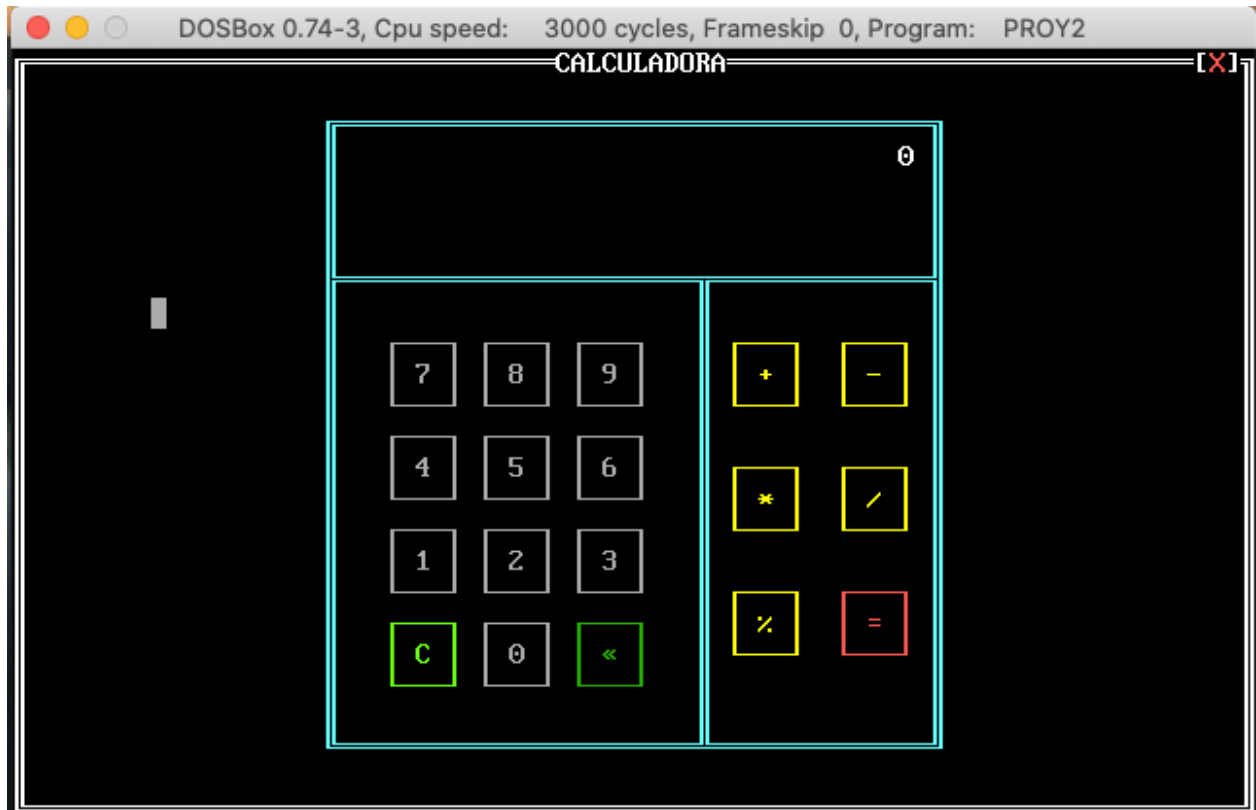 DOSBox 0.74-3, Cpu speed: 3000 cycles, Frameskip 0, Program: PROY2
CALCULADORA [X]
0
7 8 9 + -
4 5 6
* /
1 2 3
% =
C 0 «